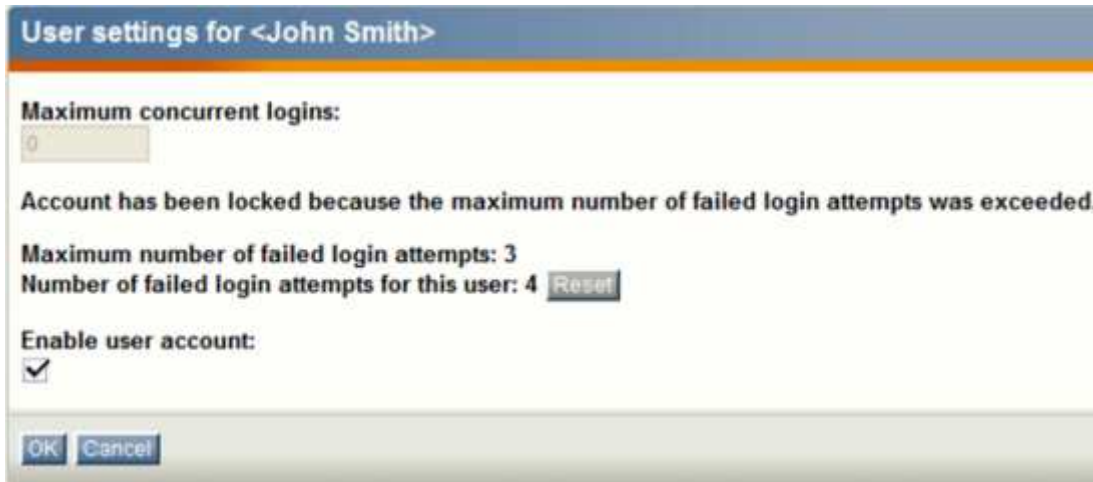 User settings for <John Smith>
Maximum concurrent logins:
0
Account has been locked because the maximum number of failed login attempts was exceeded.
Maximum number of failed login attempts: 3
Number of failed login attempts for this user: 4 Reset
Enable user account:
OK Cancel